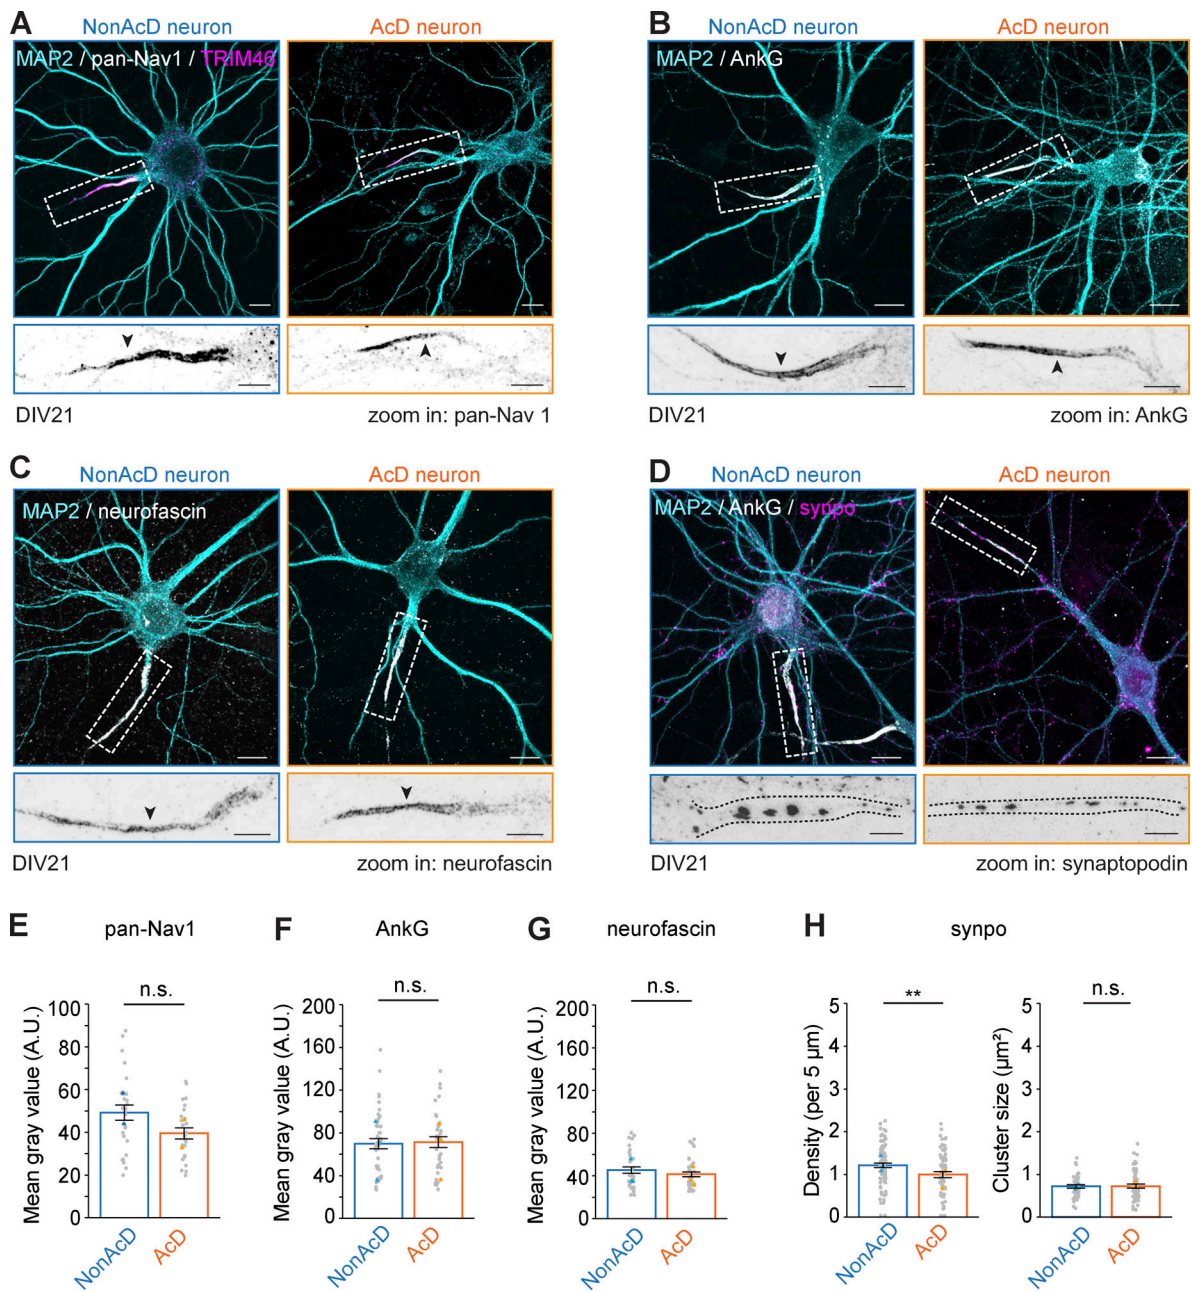 A
NonAcD neuron
AcD neuron
MAP2 / pan-Nav1 / TRIM46
DIV21
zoom in: pan-Nav 1
B
NonAcD neuron
AcD neuron
MAP2 / AnkG
DIV21
zoom in: AnkG
C
NonAcD neuron
AcD neuron
MAP2 / neurofascin
DIV21
zoom in: neurofascin
D
NonAcD neuron
AcD neuron
MAP2 / AnkG / synpo
DIV21
zoom in: synaptopodin
E
pan-Nav1
n.s.
Mean gray value (A.U.)
100
80
60
40
20
0
NonAcD
AcD
F
AnkG
n.s.
Mean gray value (A.U.)
200
160
120
80
40
0
NonAcD
AcD
G
neurofascin
n.s.
Mean gray value (A.U.)
200
160
120
80
40
0
NonAcD
AcD
H
synpo
**
Density (per 5 µm)
5
4
3
2
1
0
NonAcD
AcD
n.s.
Cluster size (µm²)
5
4
3
2
1
0
NonAcD
AcD